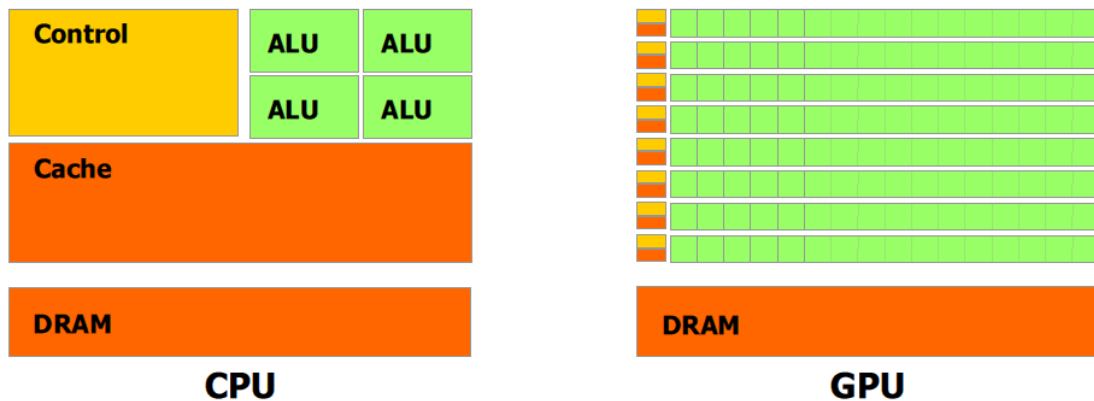 Control
ALU ALU
ALU ALU
Cache
DRAM
CPU
DRAM
GPU